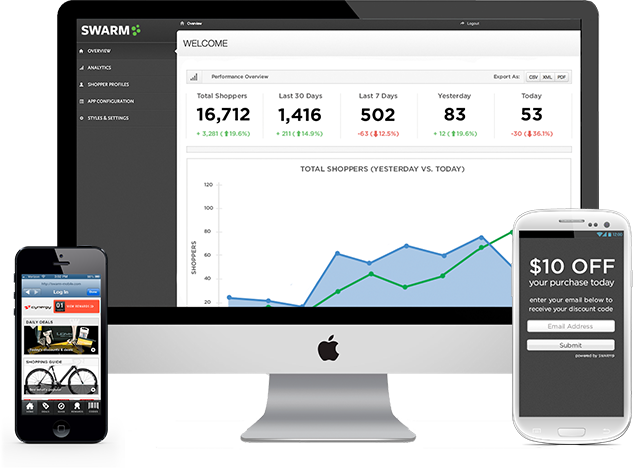 SWARM
Overview
Logout
OVERVIEW
ANALYTICS
SHOPPER PROFILES
APP CONFIGURATION
STYLES & SETTINGS
WELCOME
Performance Overview
Export As: CSV XML PDF
Total Shoppers
16,712
+ 3,281 (⬆19.6%)
Last 30 Days
1,416
+ 211 (⬆14.9%)
Last 7 Days
502
-63 (⬇12.5%)
Yesterday
83
+ 12 (⬆19.6%)
Today
53
-30 (⬇36.1%)
TOTAL SHOPPERS (YESTERDAY VS. TODAY)
SHOPPERS
120
100
80
60
40
20
Log In
synergy
01
DAILY DEALS
SHOPPING GUIDE
$10 OFF
your purchase today
enter your email below to
receive your discount code
Email Address
Submit
powered by SWARM